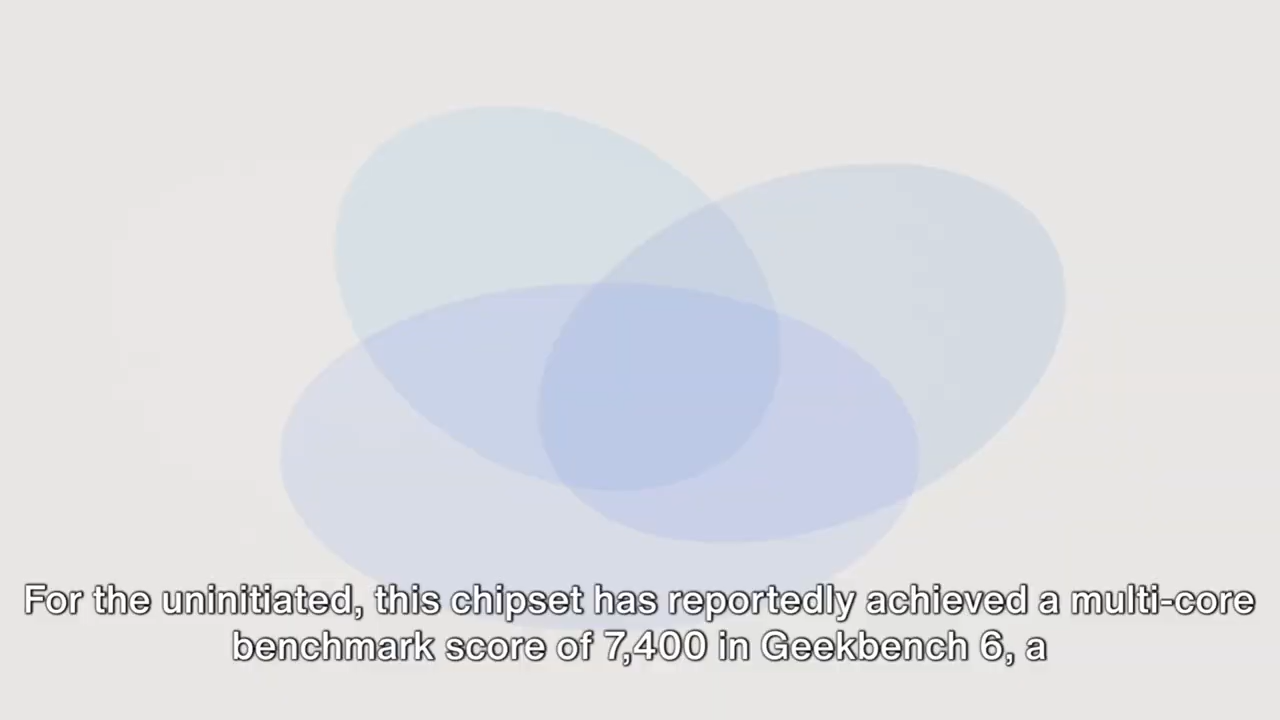 For the uninitiated, this chipset has reportedly achieved a multi-core
benchmark score of 7,400 in Geekbench 6, a